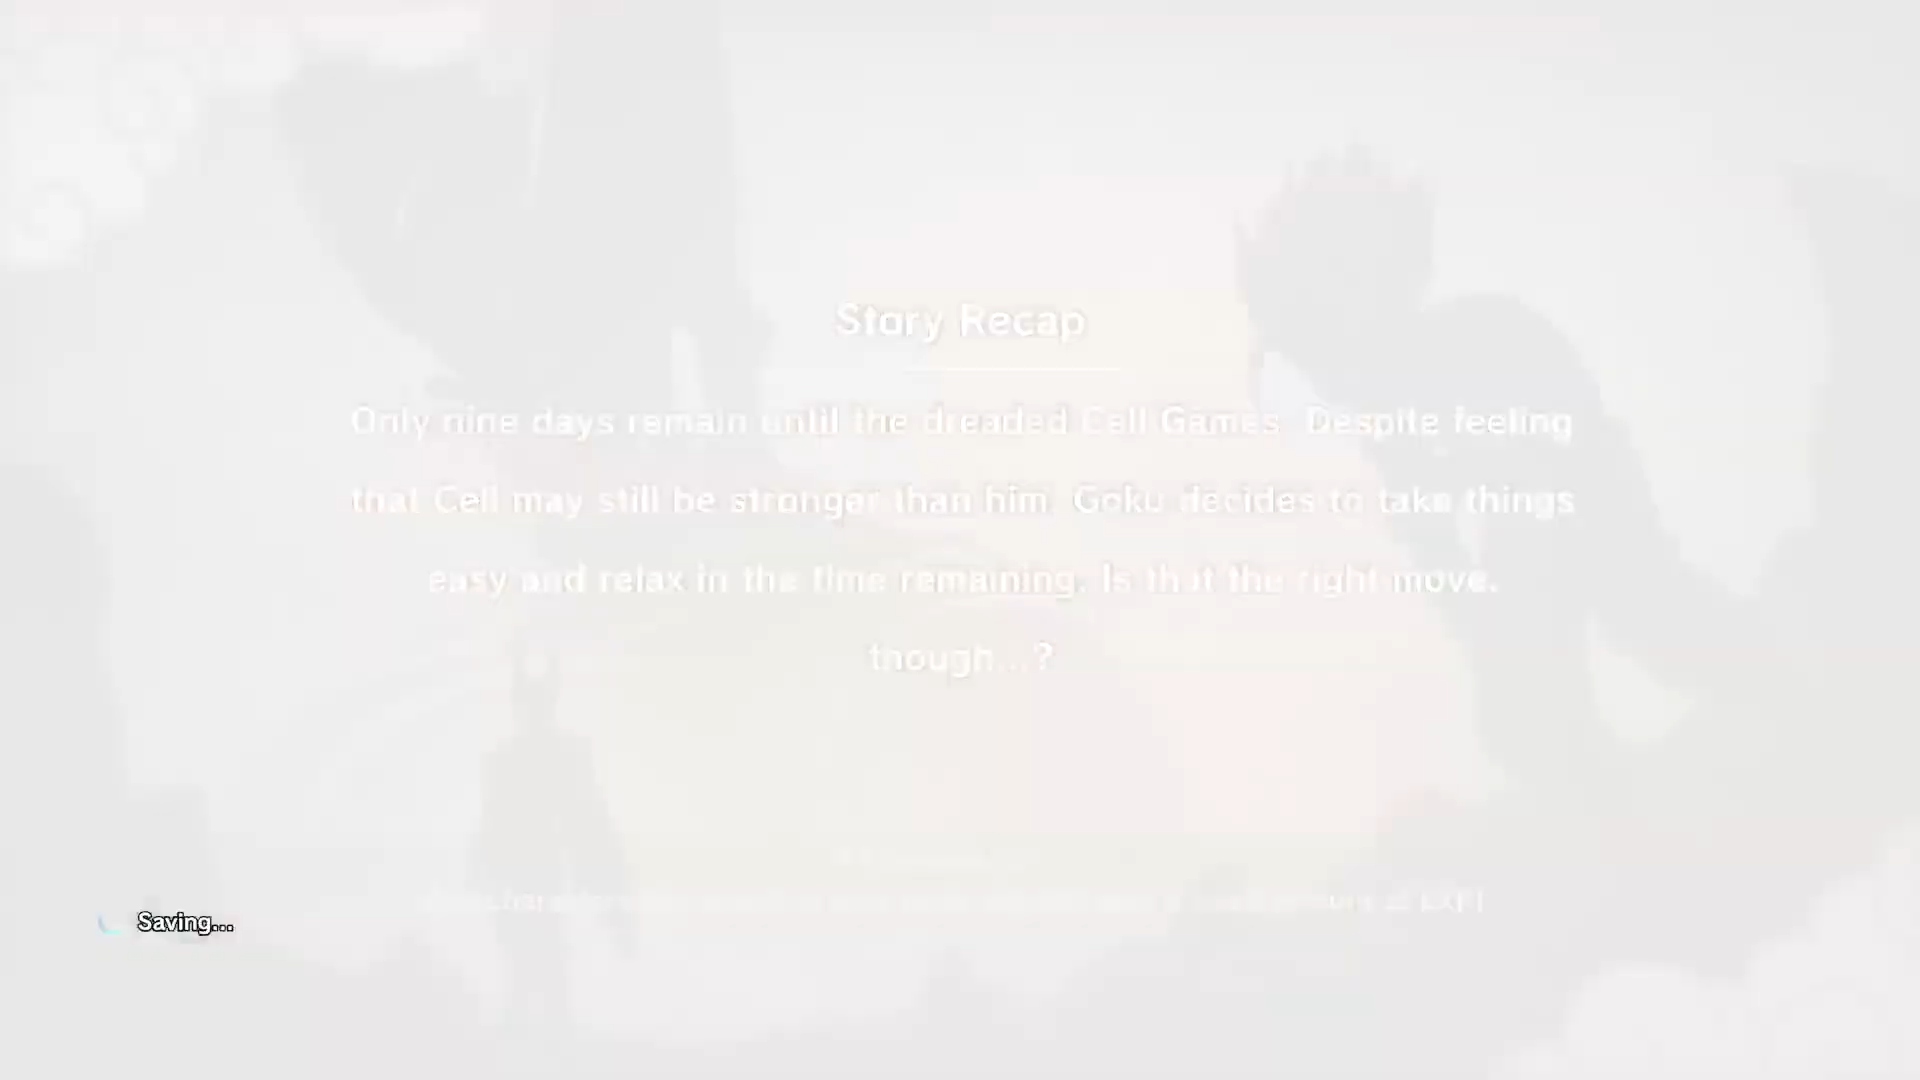 Story Recap
Only nine days remain until the dreaded Cell Games. Despite feeling
that Cell may still be stronger than him, Goku decides to take things
easy and relax in the time remaining. Is that the right move,
though...?
Saving...